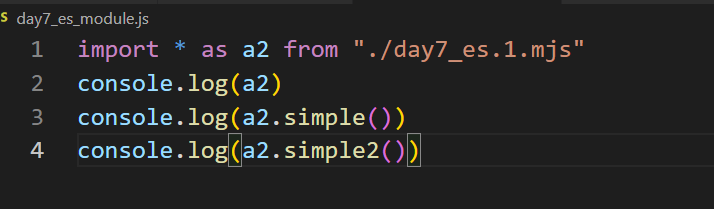 JS day7_es_module.js
1 import * as a2 from "./day7_es.1.mjs"
2 console.log(a2)
3 console.log(a2.simple())
4 console.log(a2.simple2())